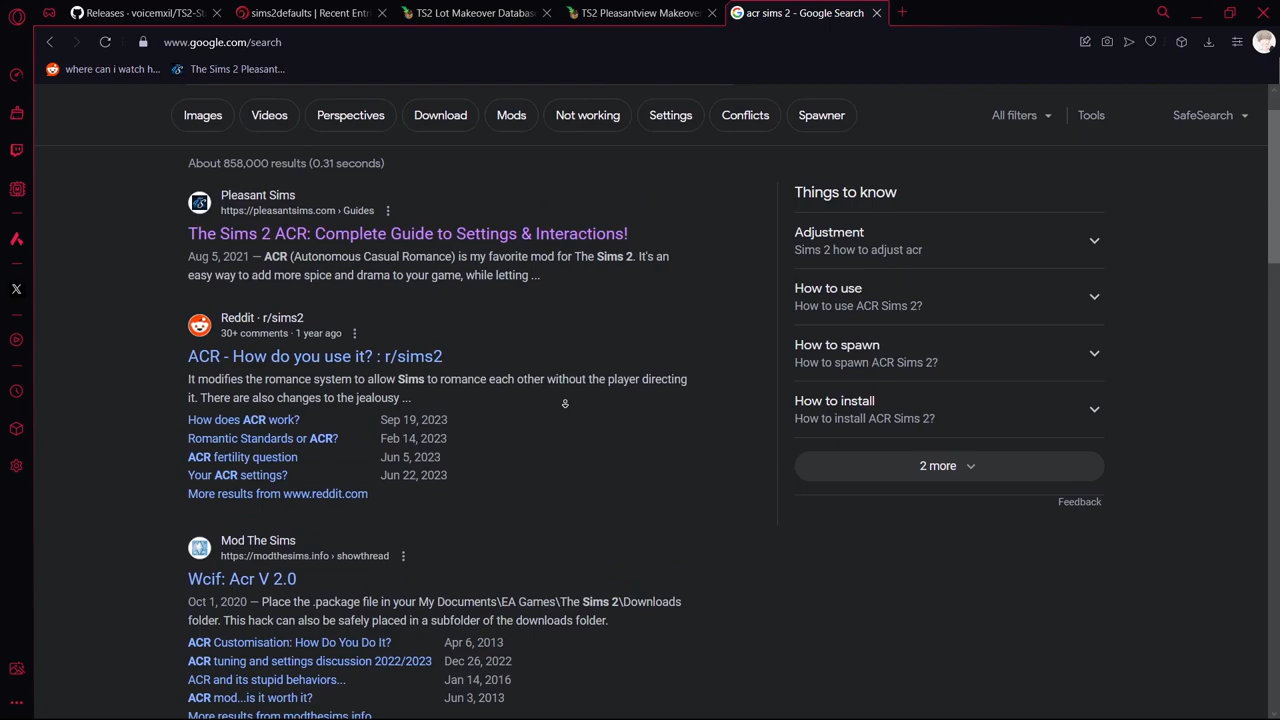 Releases · voicemxil/TS2-St
sims2defaults | Recent Entri
TS2 Lot Makeover Databas
TS2 Pleasantview Makeover
acr sims 2 - Google Search
www.google.com/search
where can i watch h...
The Sims 2 Pleasant...
Images
Videos
Perspectives
Download
Mods
Not working
Settings
Conflicts
Spawner
All filters
Tools
SafeSearch
About 858,000 results (0.31 seconds)
Pleasant Sims
https://pleasantsims.com › Guides
The Sims 2 ACR: Complete Guide to Settings & Interactions!
Aug 5, 2021 — ACR (Autonomous Casual Romance) is my favorite mod for The Sims 2. It's an
easy way to add more spice and drama to your game, while letting ...
Reddit · r/sims2
30+ comments · 1 year ago
ACR - How do you use it? : r/sims2
It modifies the romance system to allow Sims to romance each other without the player directing
it. There are also changes to the jealousy ...
How does ACR work? Sep 19, 2023
Romantic Standards or ACR? Feb 14, 2023
ACR fertility question Jun 5, 2023
Your ACR settings? Jun 22, 2023
More results from www.reddit.com
Mod The Sims
https://modthesims.info › showthread
Wcif: Acr V 2.0
Oct 1, 2020 — Place the .package file in your My Documents\EA Games\The Sims 2\Downloads
folder. This hack can also be safely placed in a subfolder of the downloads folder.
ACR Customisation: How Do You Do It? Apr 6, 2013
ACR tuning and settings discussion 2022/2023 Dec 26, 2022
ACR and its stupid behaviors... Jan 14, 2016
ACR mod...is it worth it? Jun 3, 2013
More results from modthesims.info
Things to know
Adjustment
Sims 2 how to adjust acr
How to use
How to use ACR Sims 2?
How to spawn
How to spawn ACR Sims 2?
How to install
How to install ACR Sims 2?
2 more
Feedback